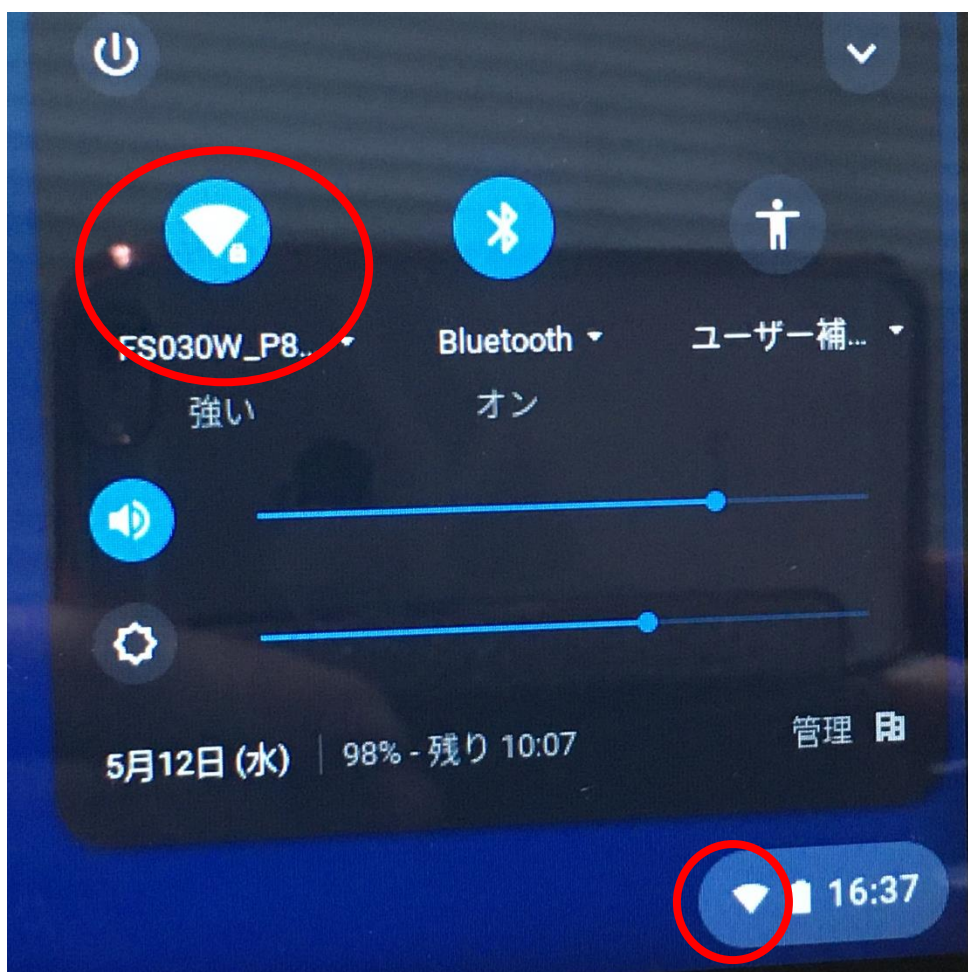 FS030W_P8...
Bluetooth
ユーザー補...
強い
オン
5月12日 (水)
98% - 残り 10:07
管理
16:37